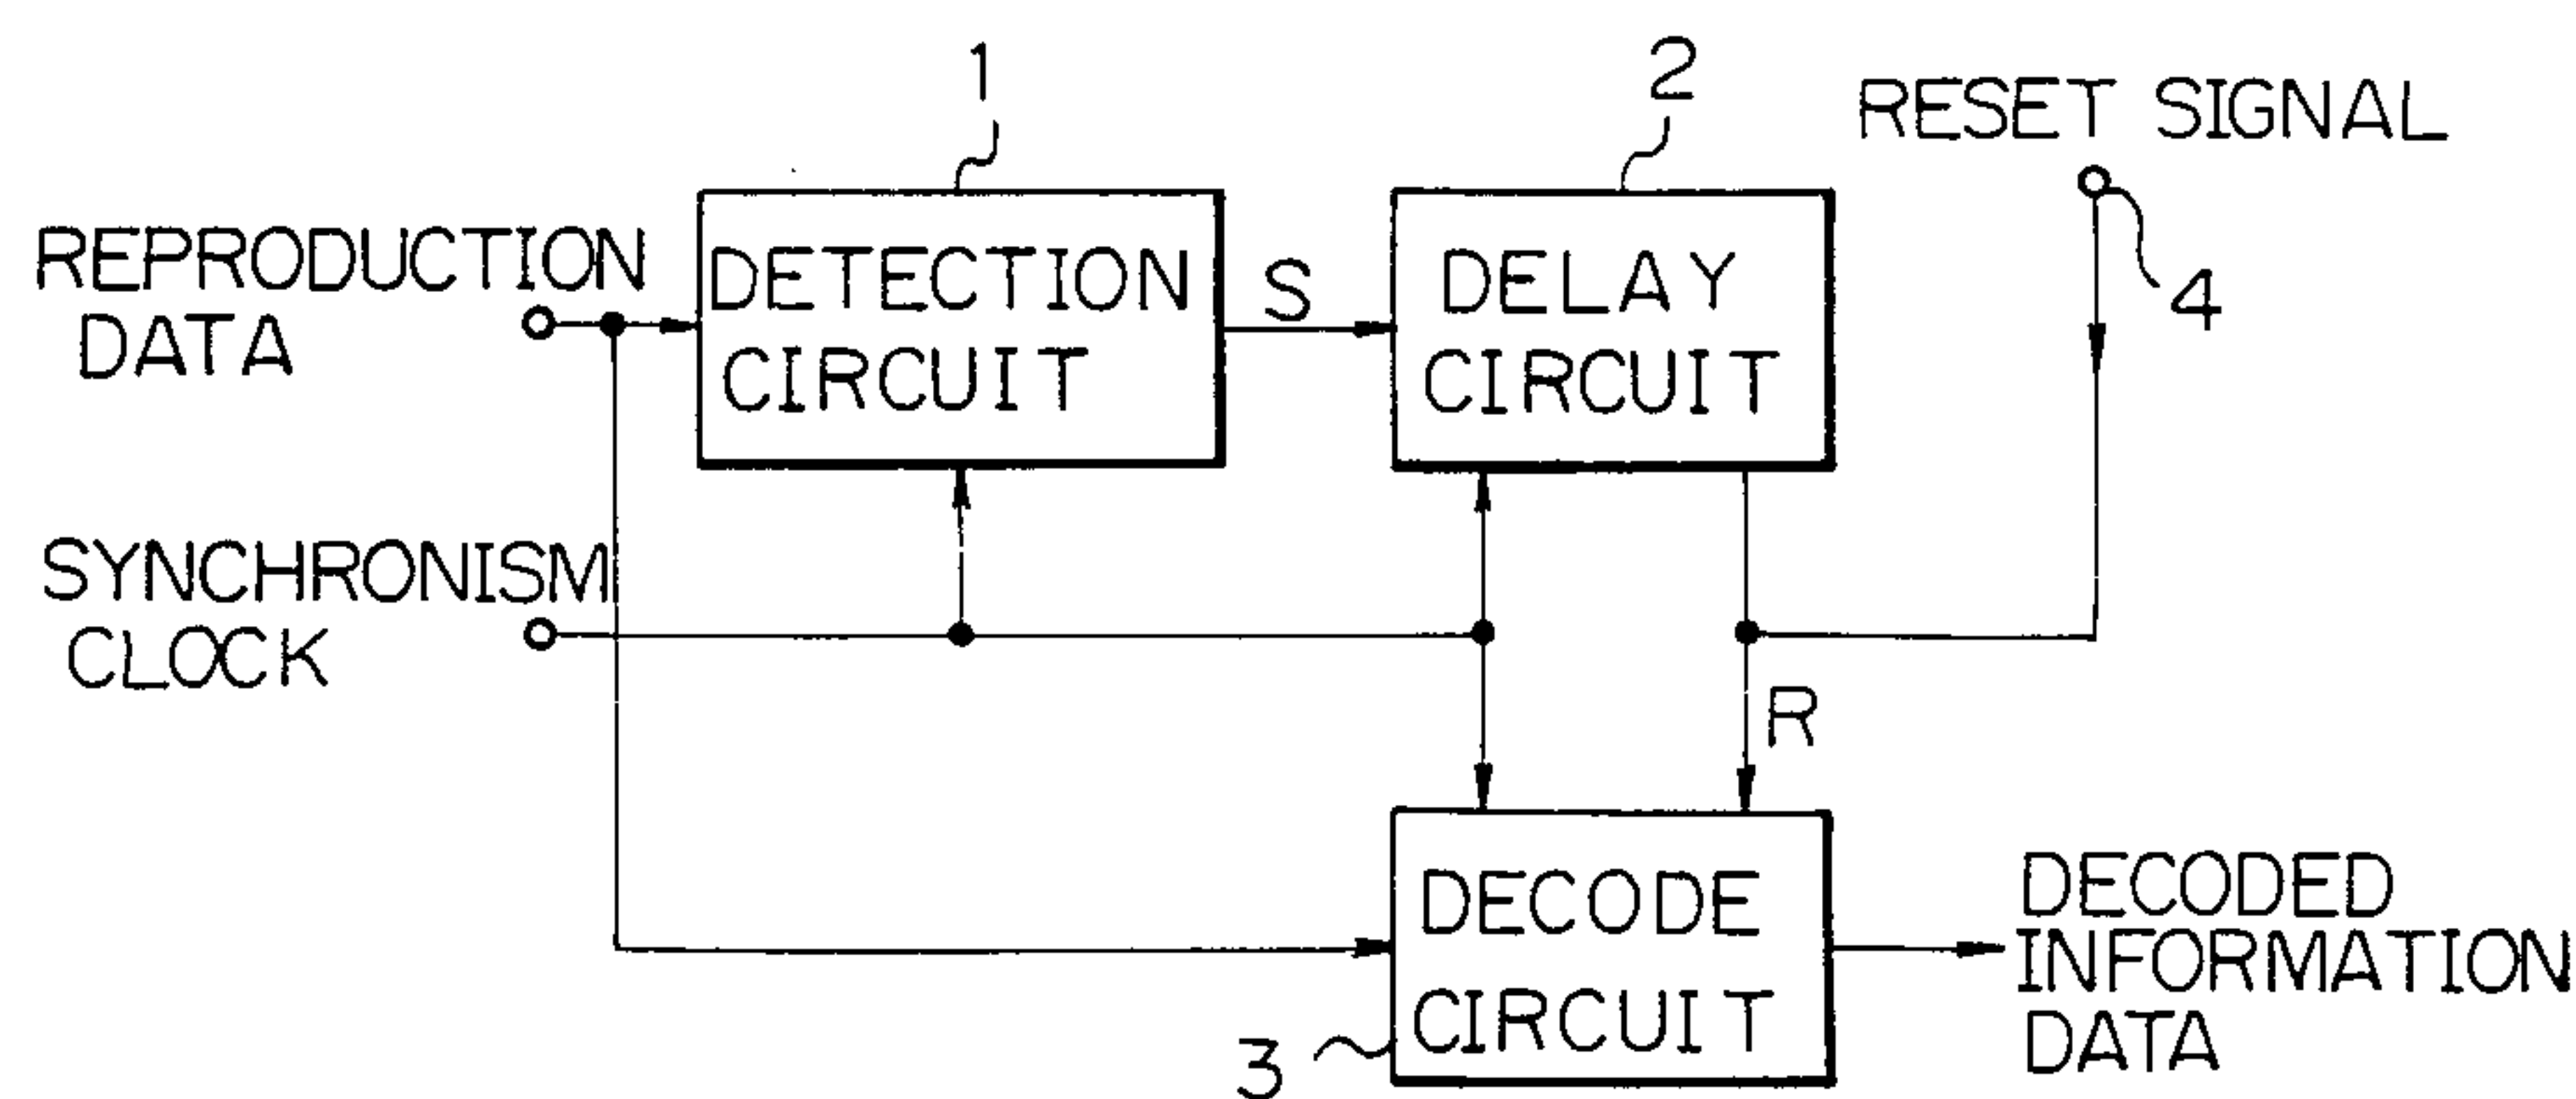 1
2
RESET SIGNAL
4
REPRODUCTION
DATA
DETECTION
CIRCUIT
S
DELAY
CIRCUIT
SYNCHRONISM
CLOCK
R
DECODE
CIRCUIT
3
DECODED
INFORMATION
DATA